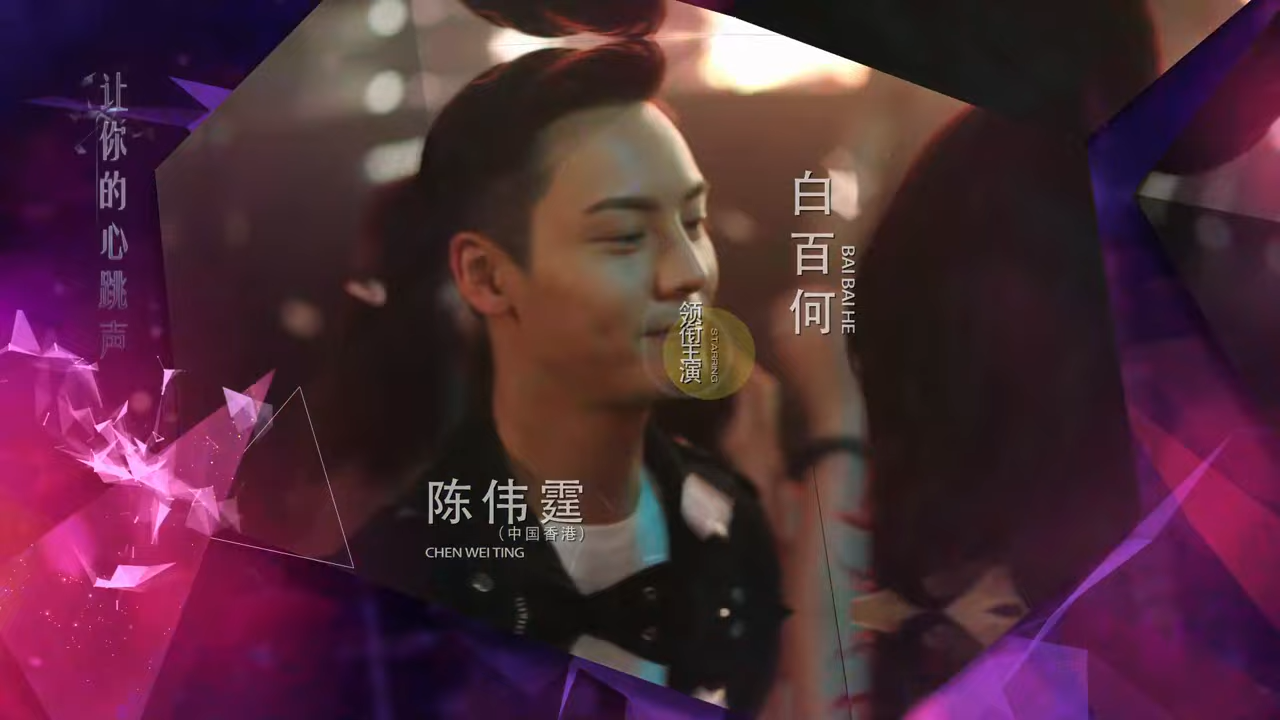 让你的心跳声
白百何
BAI BAI HE
领衔主演
STARRING
陈伟霆
（中国香港）
CHEN WEI TING